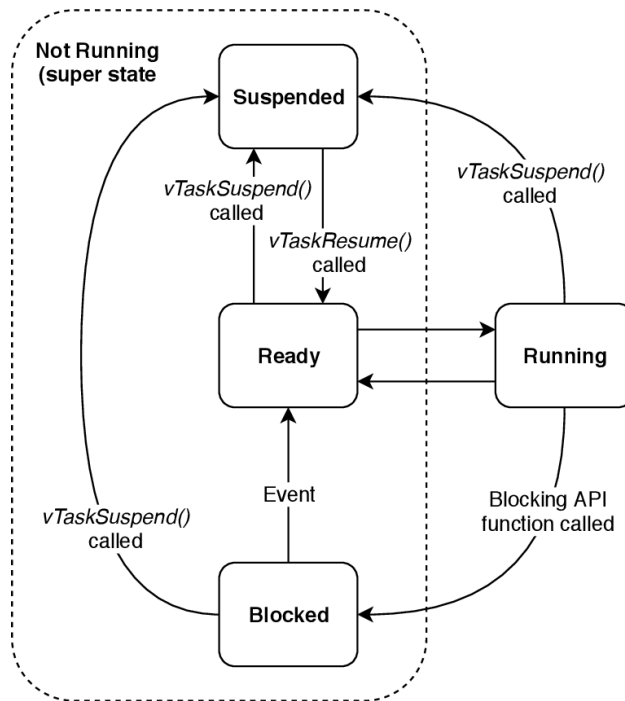 Not Running
(super state
Suspended
vTaskSuspend()
called
vTaskResume()
called
vTaskSuspend()
called
Ready
Running
Event
vTaskSuspend()
called
Blocking API
function called
Blocked